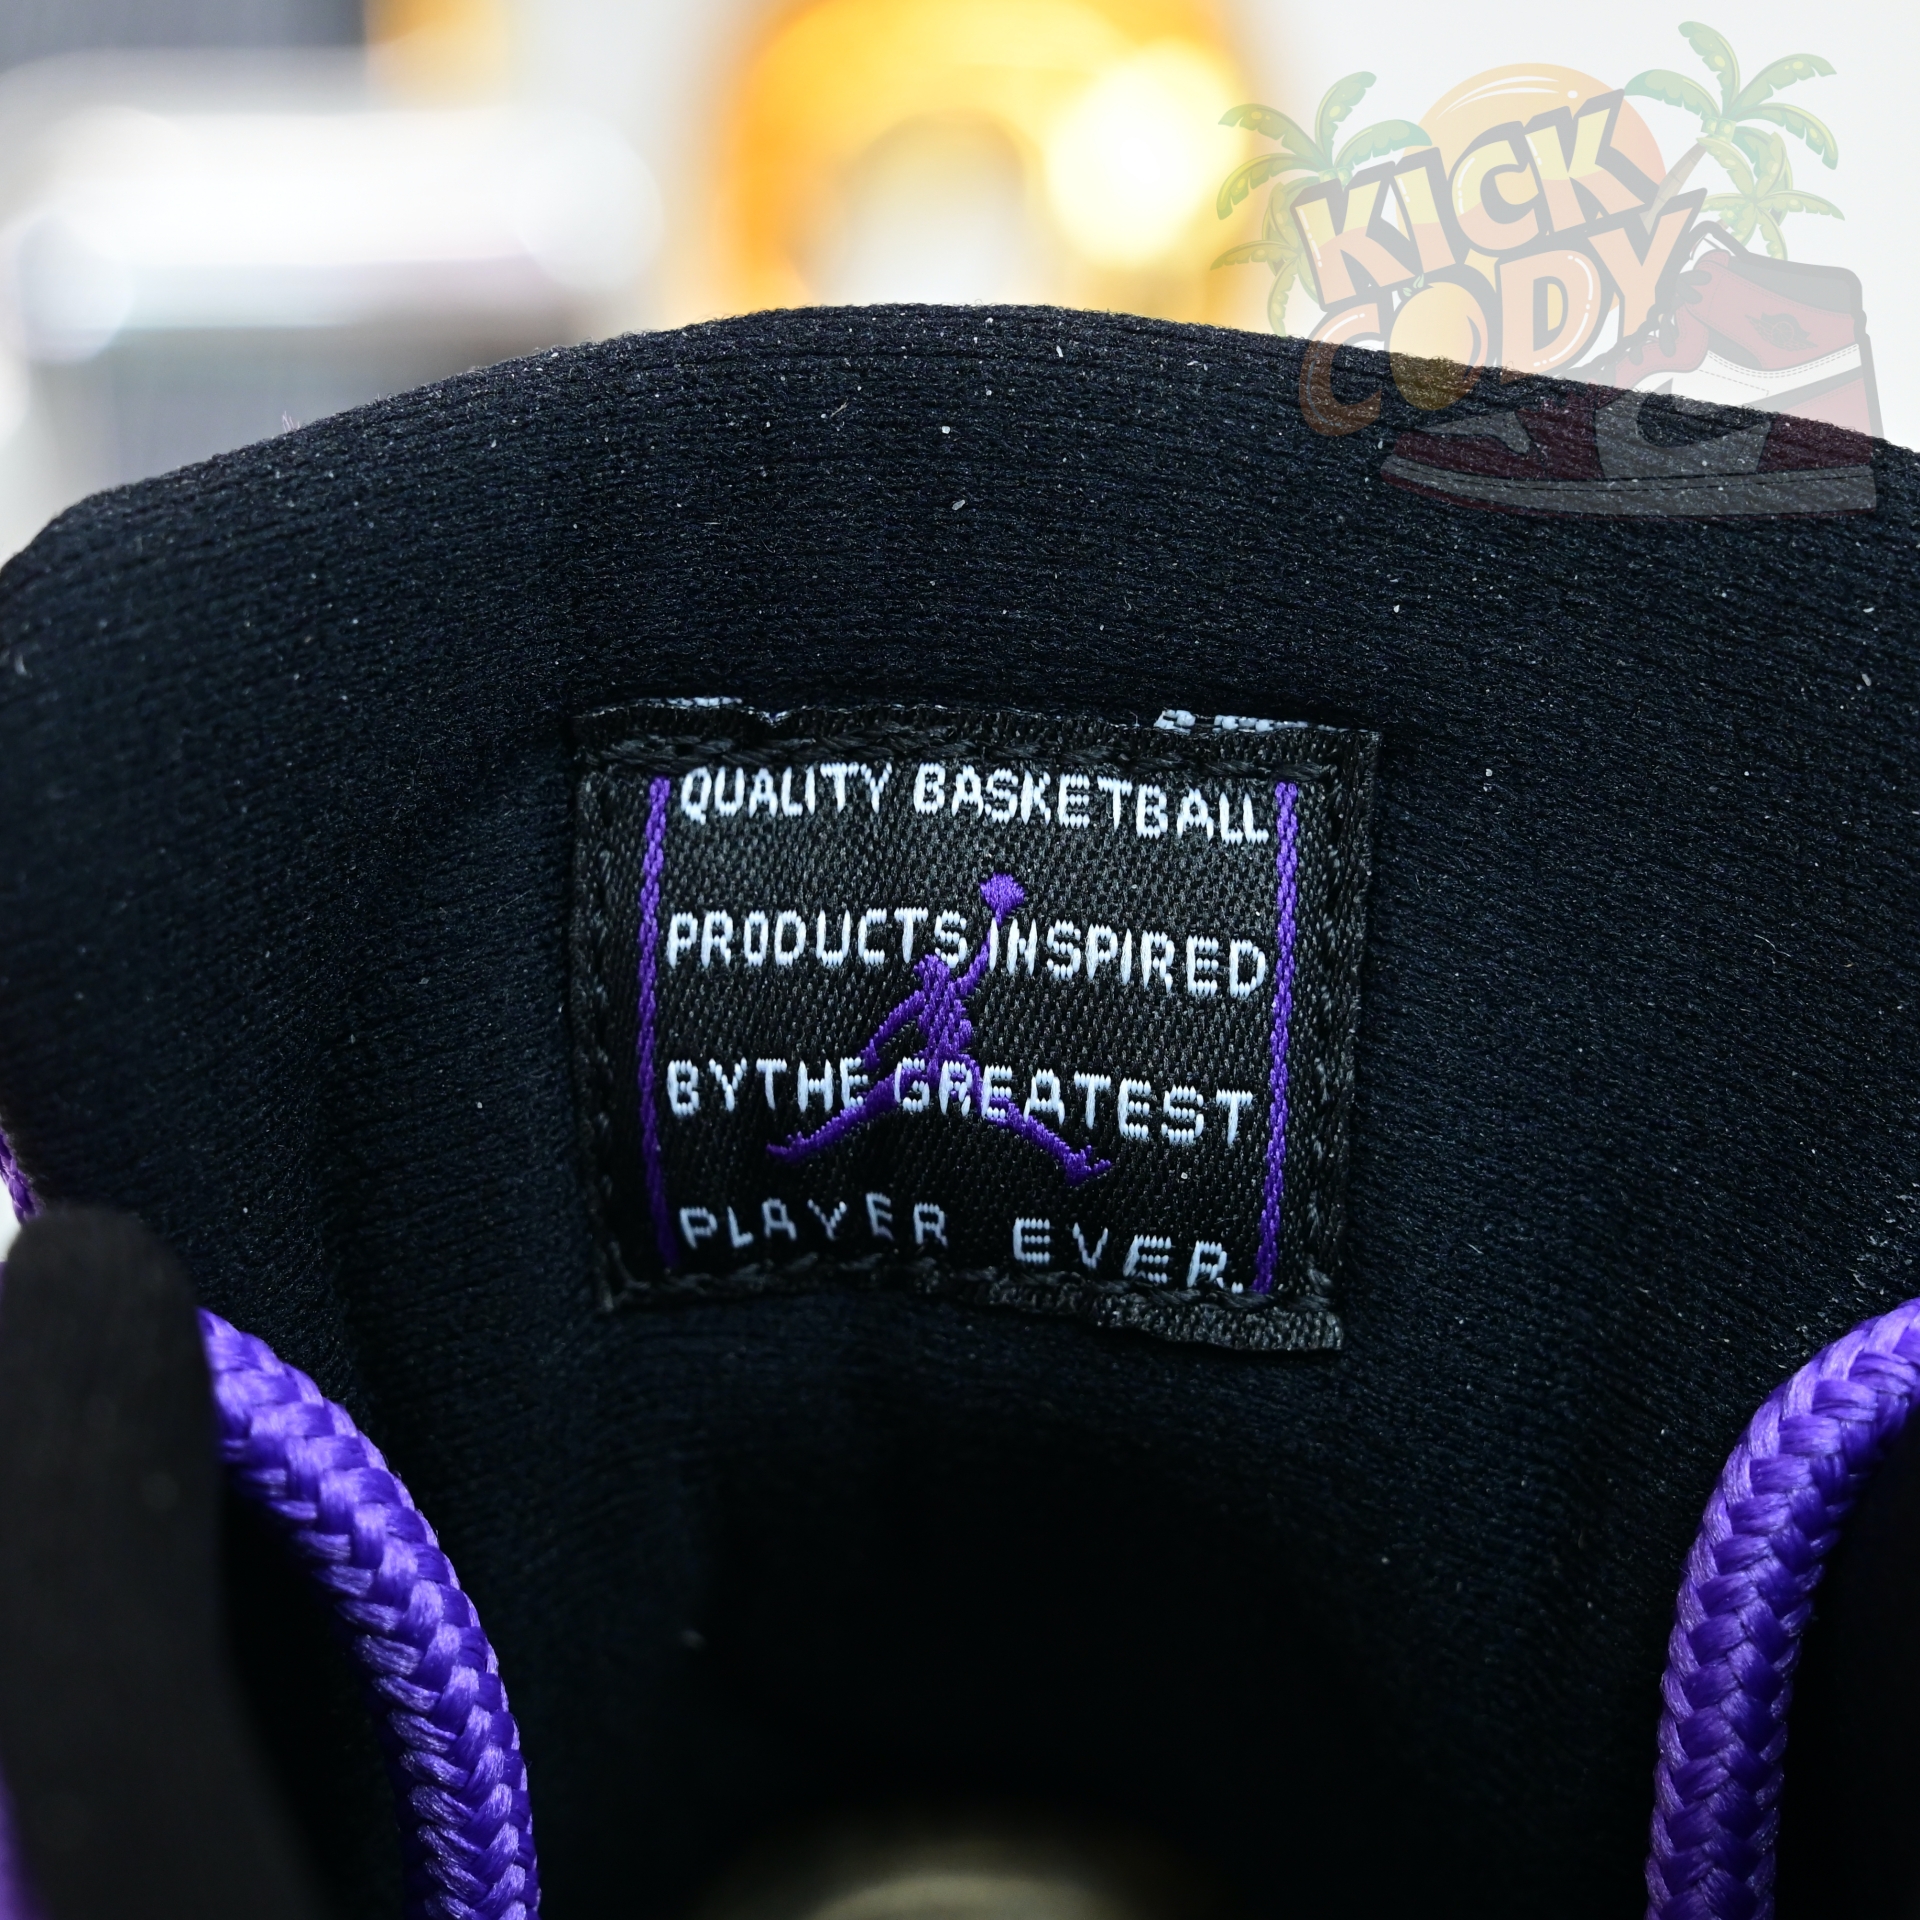 KICK
CODY
QUALITY BASKETBALL
PRODUCTS INSPIRED
BY THE GREATEST
PLAYER EVER.